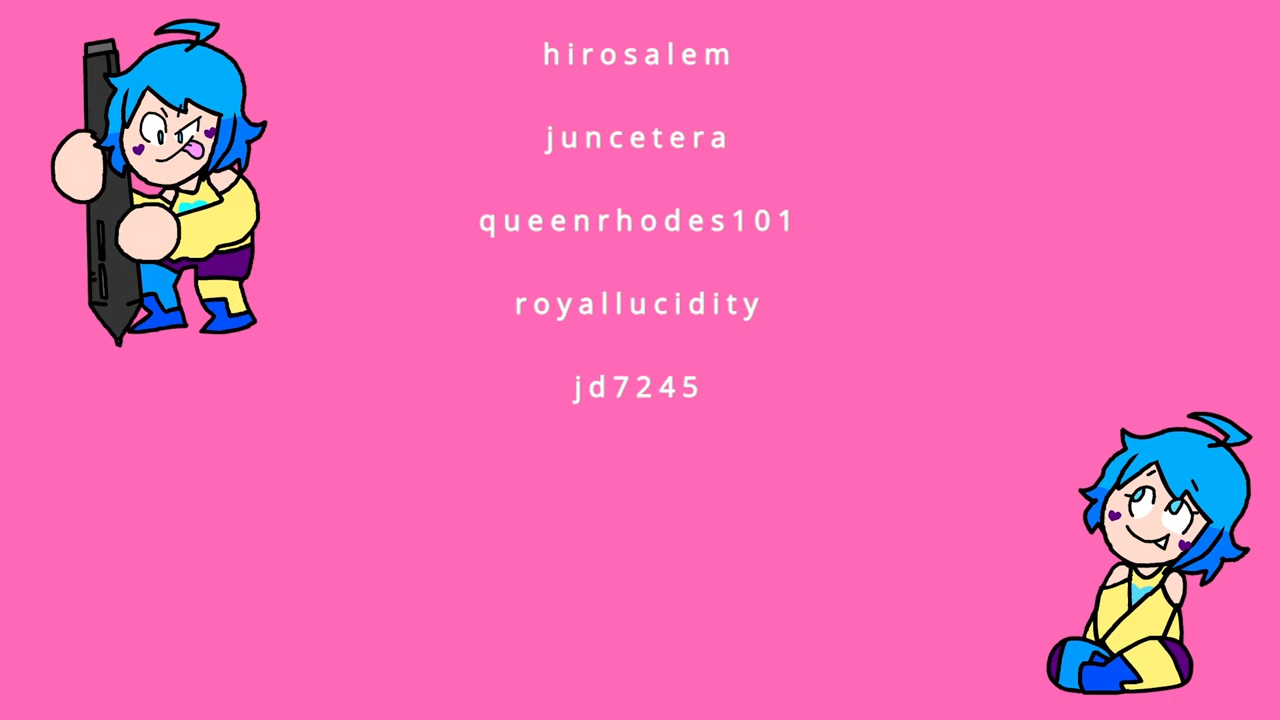 hirosalem
juncetera
queenrhodes101
royallucidity
jd7245